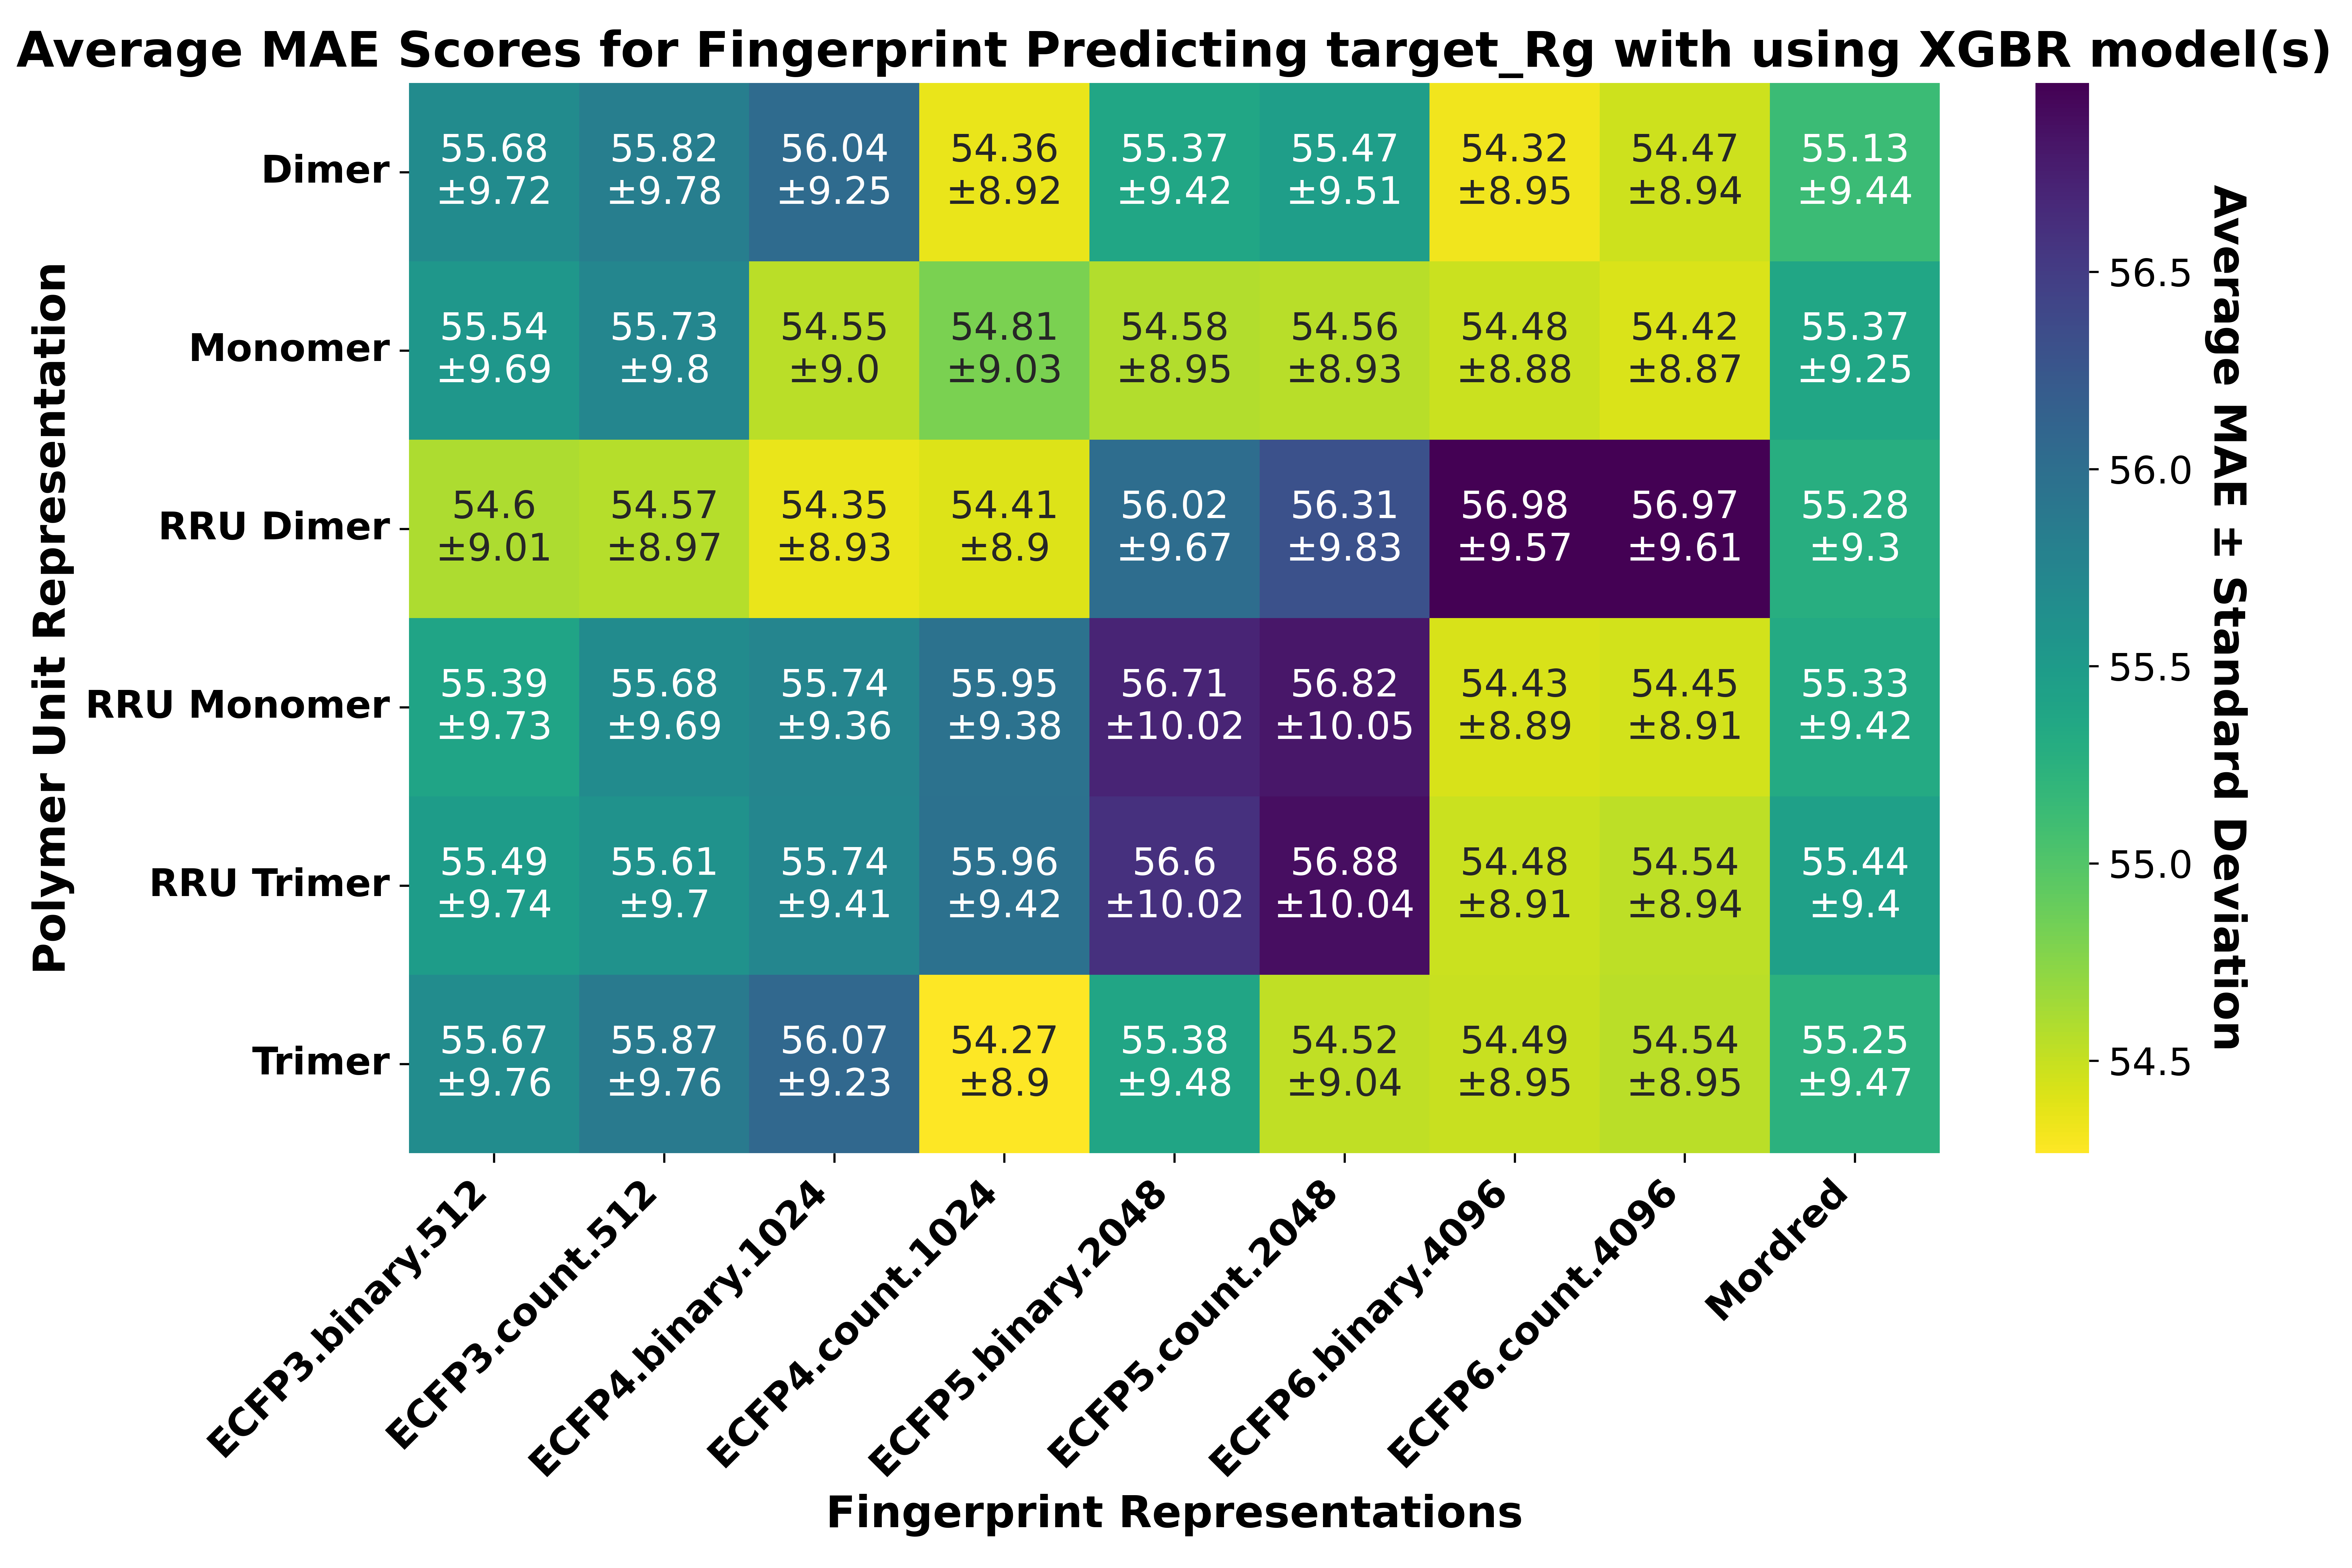 Average MAE Scores for Fingerprint Predicting target_Rg with using XGBR model(s)
Polymer Unit Representation
Dimer
55.68 55.82 56.04 54.36 55.37 55.47 54.32 54.47 55.13
±9.72 ±9.78 ±9.25 ±8.92 ±9.42 ±9.51 ±8.95 ±8.94 ±9.44
Monomer
55.54 55.73 54.55 54.81 54.58 54.56 54.48 54.42 55.37
±9.69 ±9.8 ±9.0 ±9.03 ±8.95 ±8.93 ±8.88 ±8.87 ±9.25
RRU Dimer
54.6 54.57 54.35 54.41 56.02 56.31 56.98 56.97 55.28
±9.01 ±8.97 ±8.93 ±8.9 ±9.67 ±9.83 ±9.57 ±9.61 ±9.3
RRU Monomer
55.39 55.68 55.74 55.95 56.71 56.82 54.43 54.45 55.33
±9.73 ±9.69 ±9.36 ±9.38 ±10.02 ±10.05 ±8.89 ±8.91 ±9.42
RRU Trimer
55.49 55.61 55.74 55.96 56.6 56.88 54.48 54.54 55.44
±9.74 ±9.7 ±9.41 ±9.42 ±10.02 ±10.04 ±8.91 ±8.94 ±9.4
Trimer
55.67 55.87 56.07 54.27 55.38 54.52 54.49 54.54 55.25
±9.76 ±9.76 ±9.23 ±8.9 ±9.48 ±9.04 ±8.95 ±8.95 ±9.47
ECFP3.binary.512
ECFP3.count.512
ECFP4.binary.1024
ECFP4.count.1024
ECFP5.binary.2048
ECFP5.count.2048
ECFP6.binary.4096
ECFP6.count.4096
Mordred
Fingerprint Representations
56.5
56.0
55.5
55.0
54.5
Average MAE ± Standard Deviation